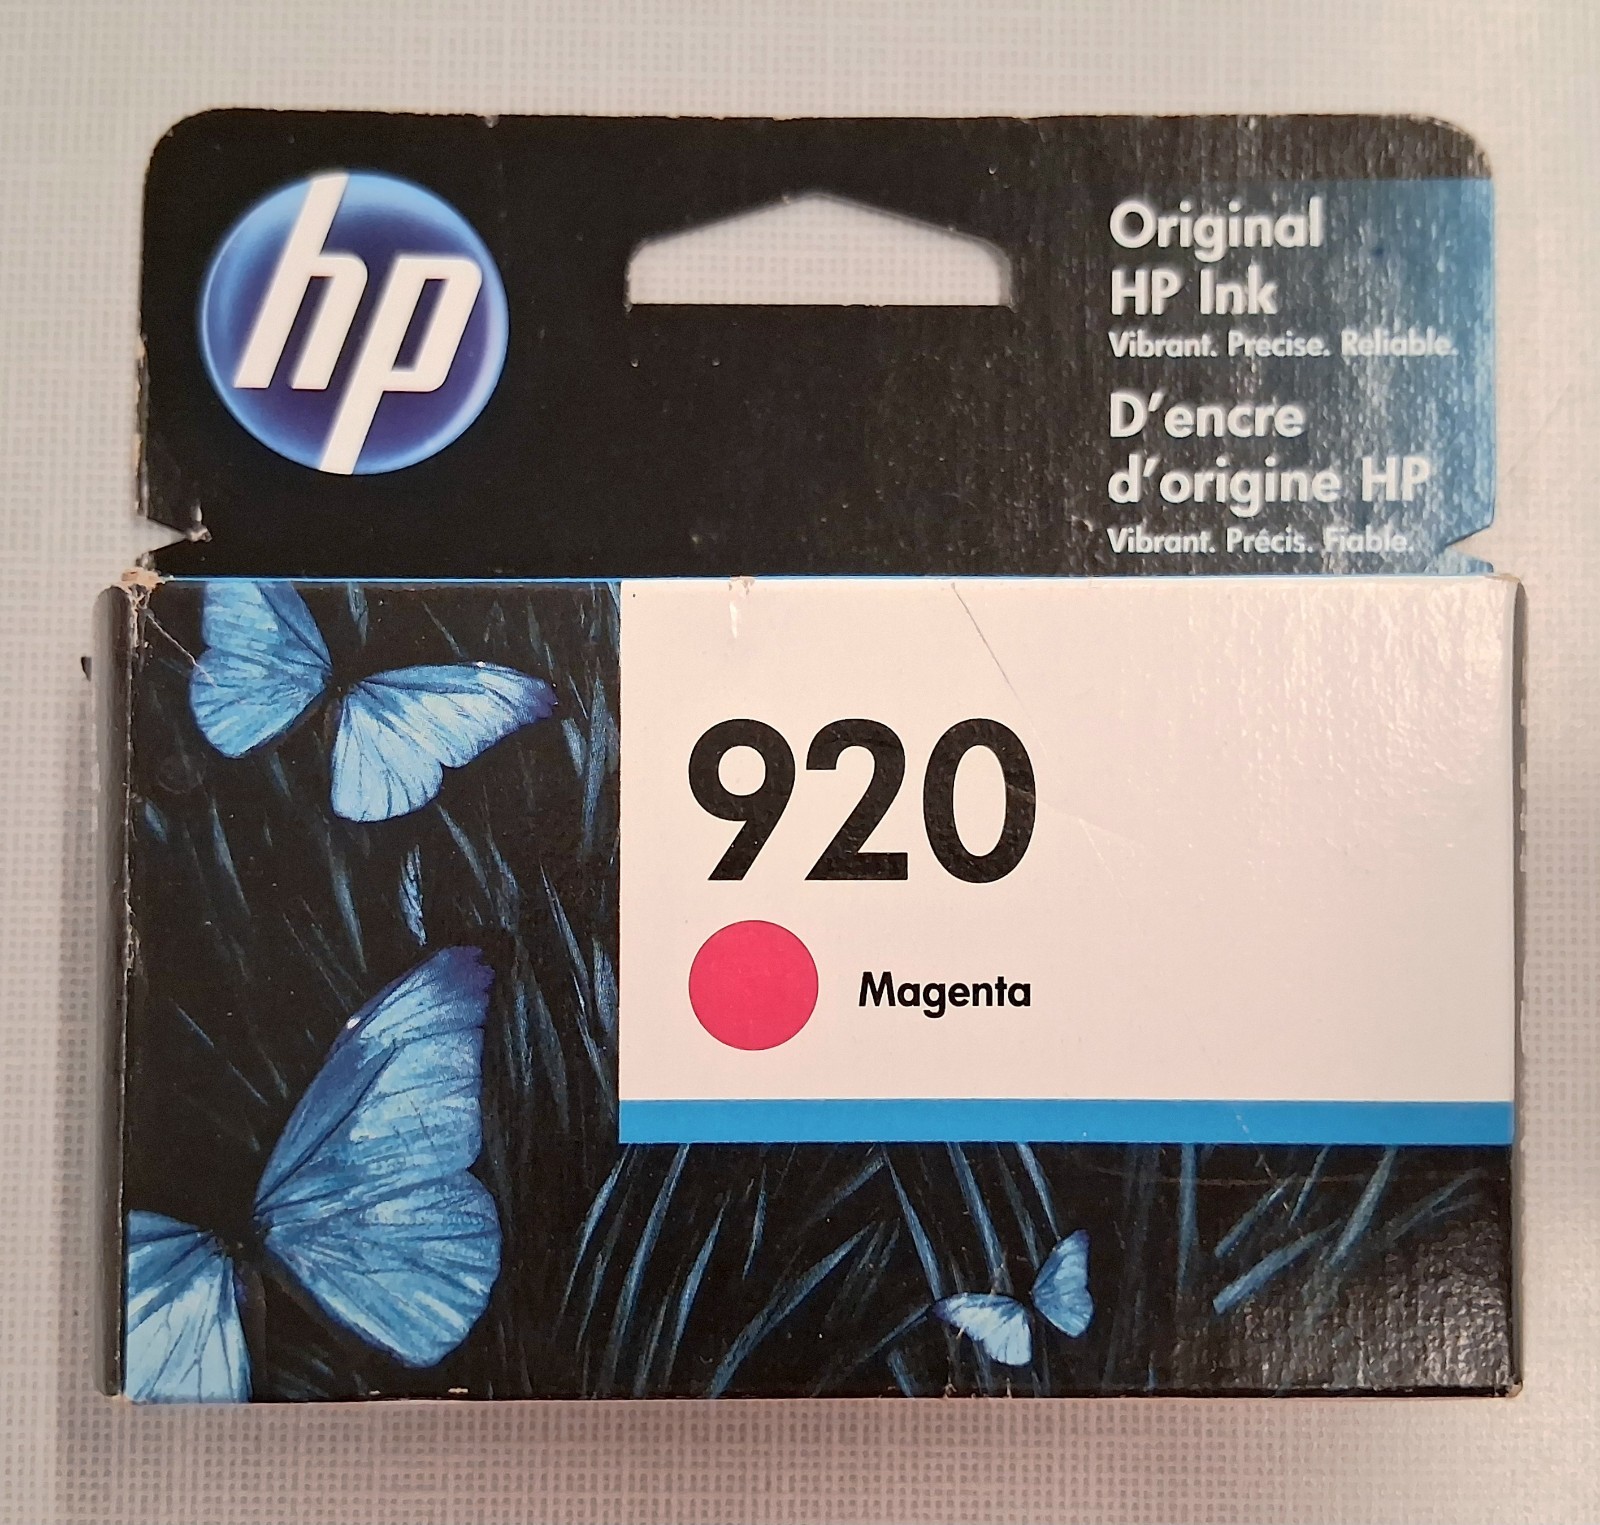 hp
Original
HP Ink
Vibrant. Precise. Reliable.
D'encre
d'origine HP
Vibrant. Précis. Fiable.
920
Magenta